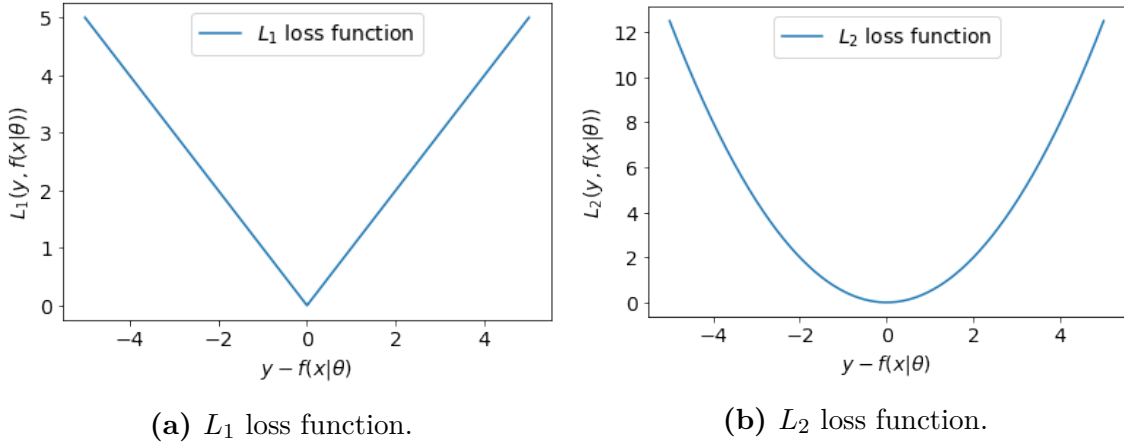 5
4
3
2
1
0
L₁(y, f(x|θ))
L₁ loss function
−4 −2 0 2 4
y − f(x|θ)
(a) L₁ loss function.
12
10
8
6
4
2
0
L₂(y, f(x|θ))
L₂ loss function
−4 −2 0 2 4
y − f(x|θ)
(b) L₂ loss function.